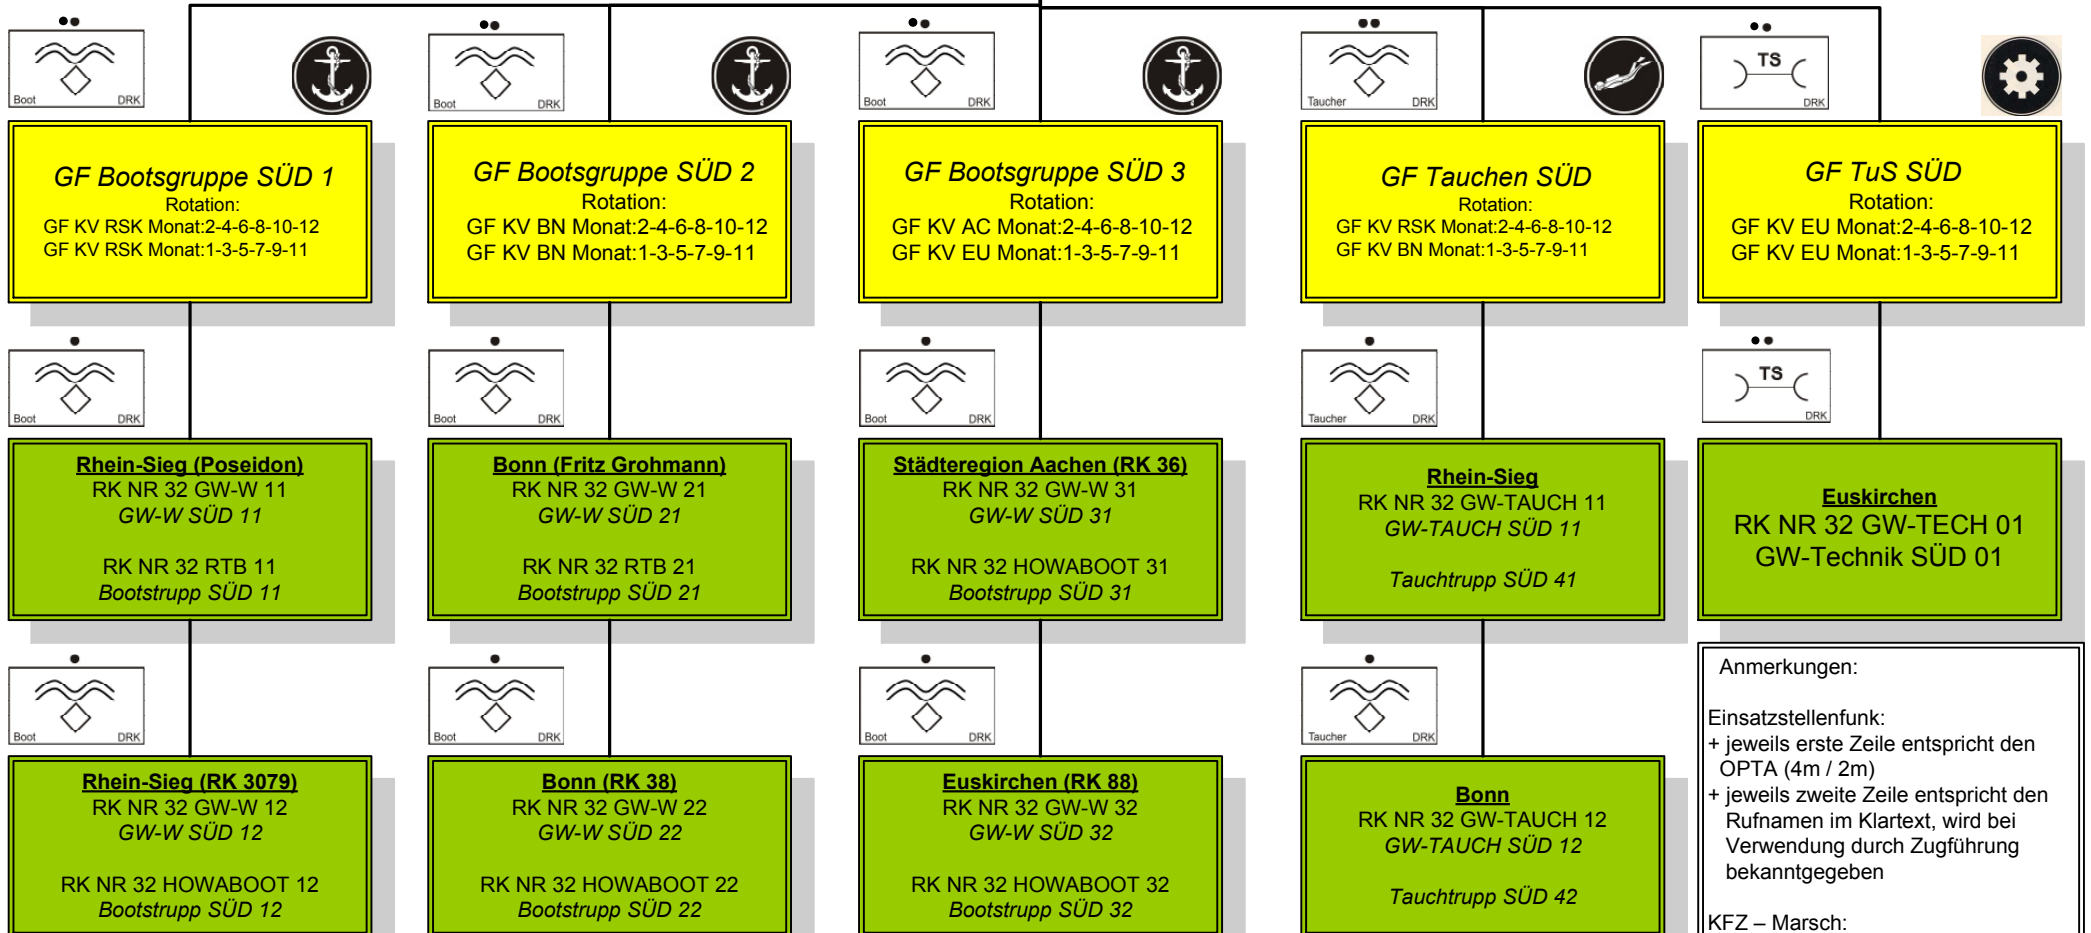 Boot DRK
Boot DRK
Boot DRK
Taucher DRK
TS
DRK
GF Bootsgruppe SÜD 1
Rotation:
GF KV RSK Monat:2-4-6-8-10-12
GF KV RSK Monat:1-3-5-7-9-11
GF Bootsgruppe SÜD 2
Rotation:
GF KV BN Monat:2-4-6-8-10-12
GF KV BN Monat:1-3-5-7-9-11
GF Bootsgruppe SÜD 3
Rotation:
GF KV AC Monat:2-4-6-8-10-12
GF KV EU Monat:1-3-5-7-9-11
GF Tauchen SÜD
Rotation:
GF KV RSK Monat:2-4-6-8-10-12
GF KV BN Monat:1-3-5-7-9-11
GF TuS SÜD
Rotation:
GF KV EU Monat:2-4-6-8-10-12
GF KV EU Monat:1-3-5-7-9-11
Boot DRK
Boot DRK
Boot DRK
Taucher DRK
TS
DRK
Rhein-Sieg (Poseidon)
RK NR 32 GW-W 11
GW-W SÜD 11
RK NR 32 RTB 11
Bootstrupp SÜD 11
Bonn (Fritz Grohmann)
RK NR 32 GW-W 21
GW-W SÜD 21
RK NR 32 RTB 21
Bootstrupp SÜD 21
Städteregion Aachen (RK 36)
RK NR 32 GW-W 31
GW-W SÜD 31
RK NR 32 HOWABOOT 31
Bootstrupp SÜD 31
Rhein-Sieg
RK NR 32 GW-TAUCH 11
GW-TAUCH SÜD 11
Tauchtrupp SÜD 41
Euskirchen
RK NR 32 GW-TECH 01
GW-Technik SÜD 01
Boot DRK
Boot DRK
Boot DRK
Taucher DRK
Rhein-Sieg (RK 3079)
RK NR 32 GW-W 12
GW-W SÜD 12
RK NR 32 HOWABOOT 12
Bootstrupp SÜD 12
Bonn (RK 38)
RK NR 32 GW-W 22
GW-W SÜD 22
RK NR 32 HOWABOOT 22
Bootstrupp SÜD 22
Euskirchen (RK 88)
RK NR 32 GW-W 32
GW-W SÜD 32
RK NR 32 HOWABOOT 32
Bootstrupp SÜD 32
Bonn
RK NR 32 GW-TAUCH 12
GW-TAUCH SÜD 12
Tauchtrupp SÜD 42
Anmerkungen:
Einsatzstellenfunk:
+ jeweils erste Zeile entspricht den
OPTA (4m / 2m)
+ jeweils zweite Zeile entspricht den
Rufnamen im Klartext, wird bei
Verwendung durch Zugführung
bekanntgegeben
KFZ – Marsch: